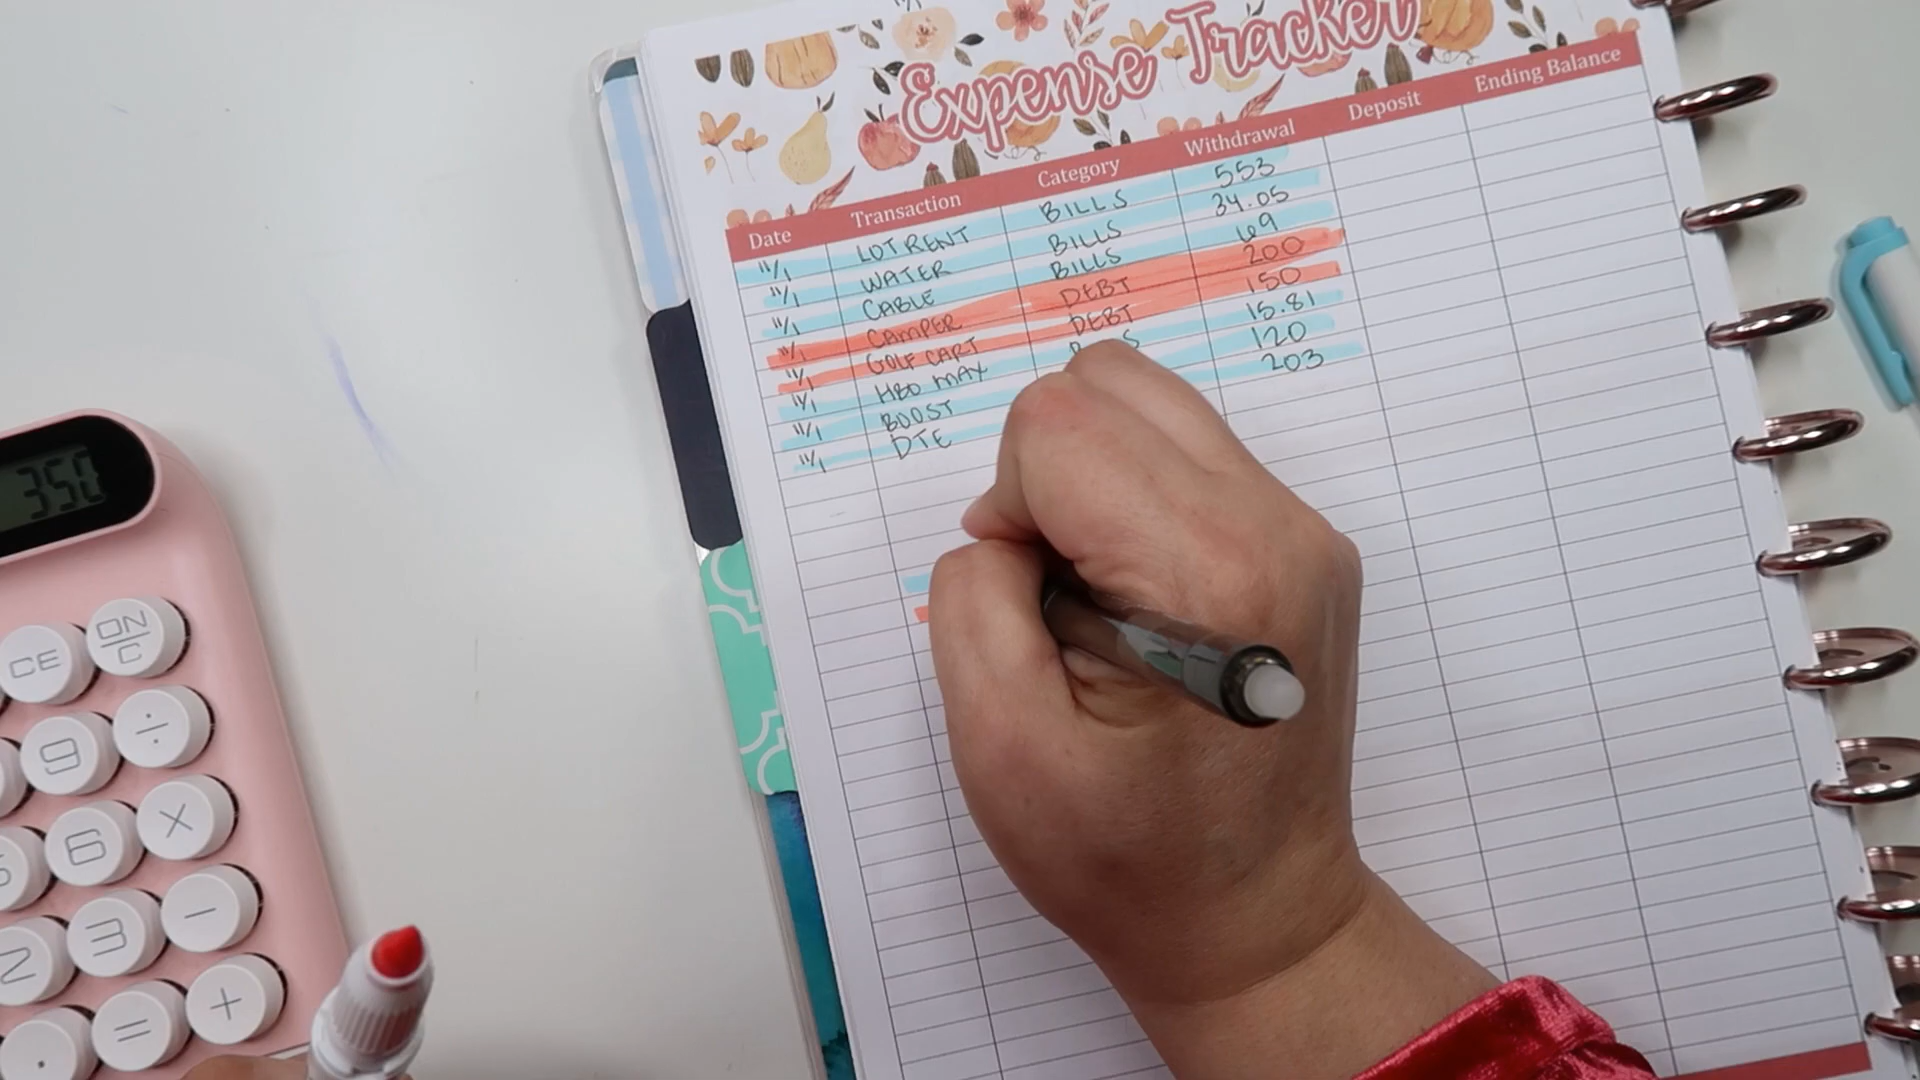 Expense Tracker
Date Transaction Category Withdrawal Deposit Ending Balance
11/1 LOT RENT BILLS 553
11/1 WATER BILLS 34.05
11/1 CABLE BILLS 69
11/1 CAMPER DEBT 200
11/1 GOLF CART DEBT 150
11/1 HBO MAX 15.81
11/1 BOOST 120
11/1 DTE 203
350
CE ON/C
9 ÷
6 ×
2 3 −
. = +